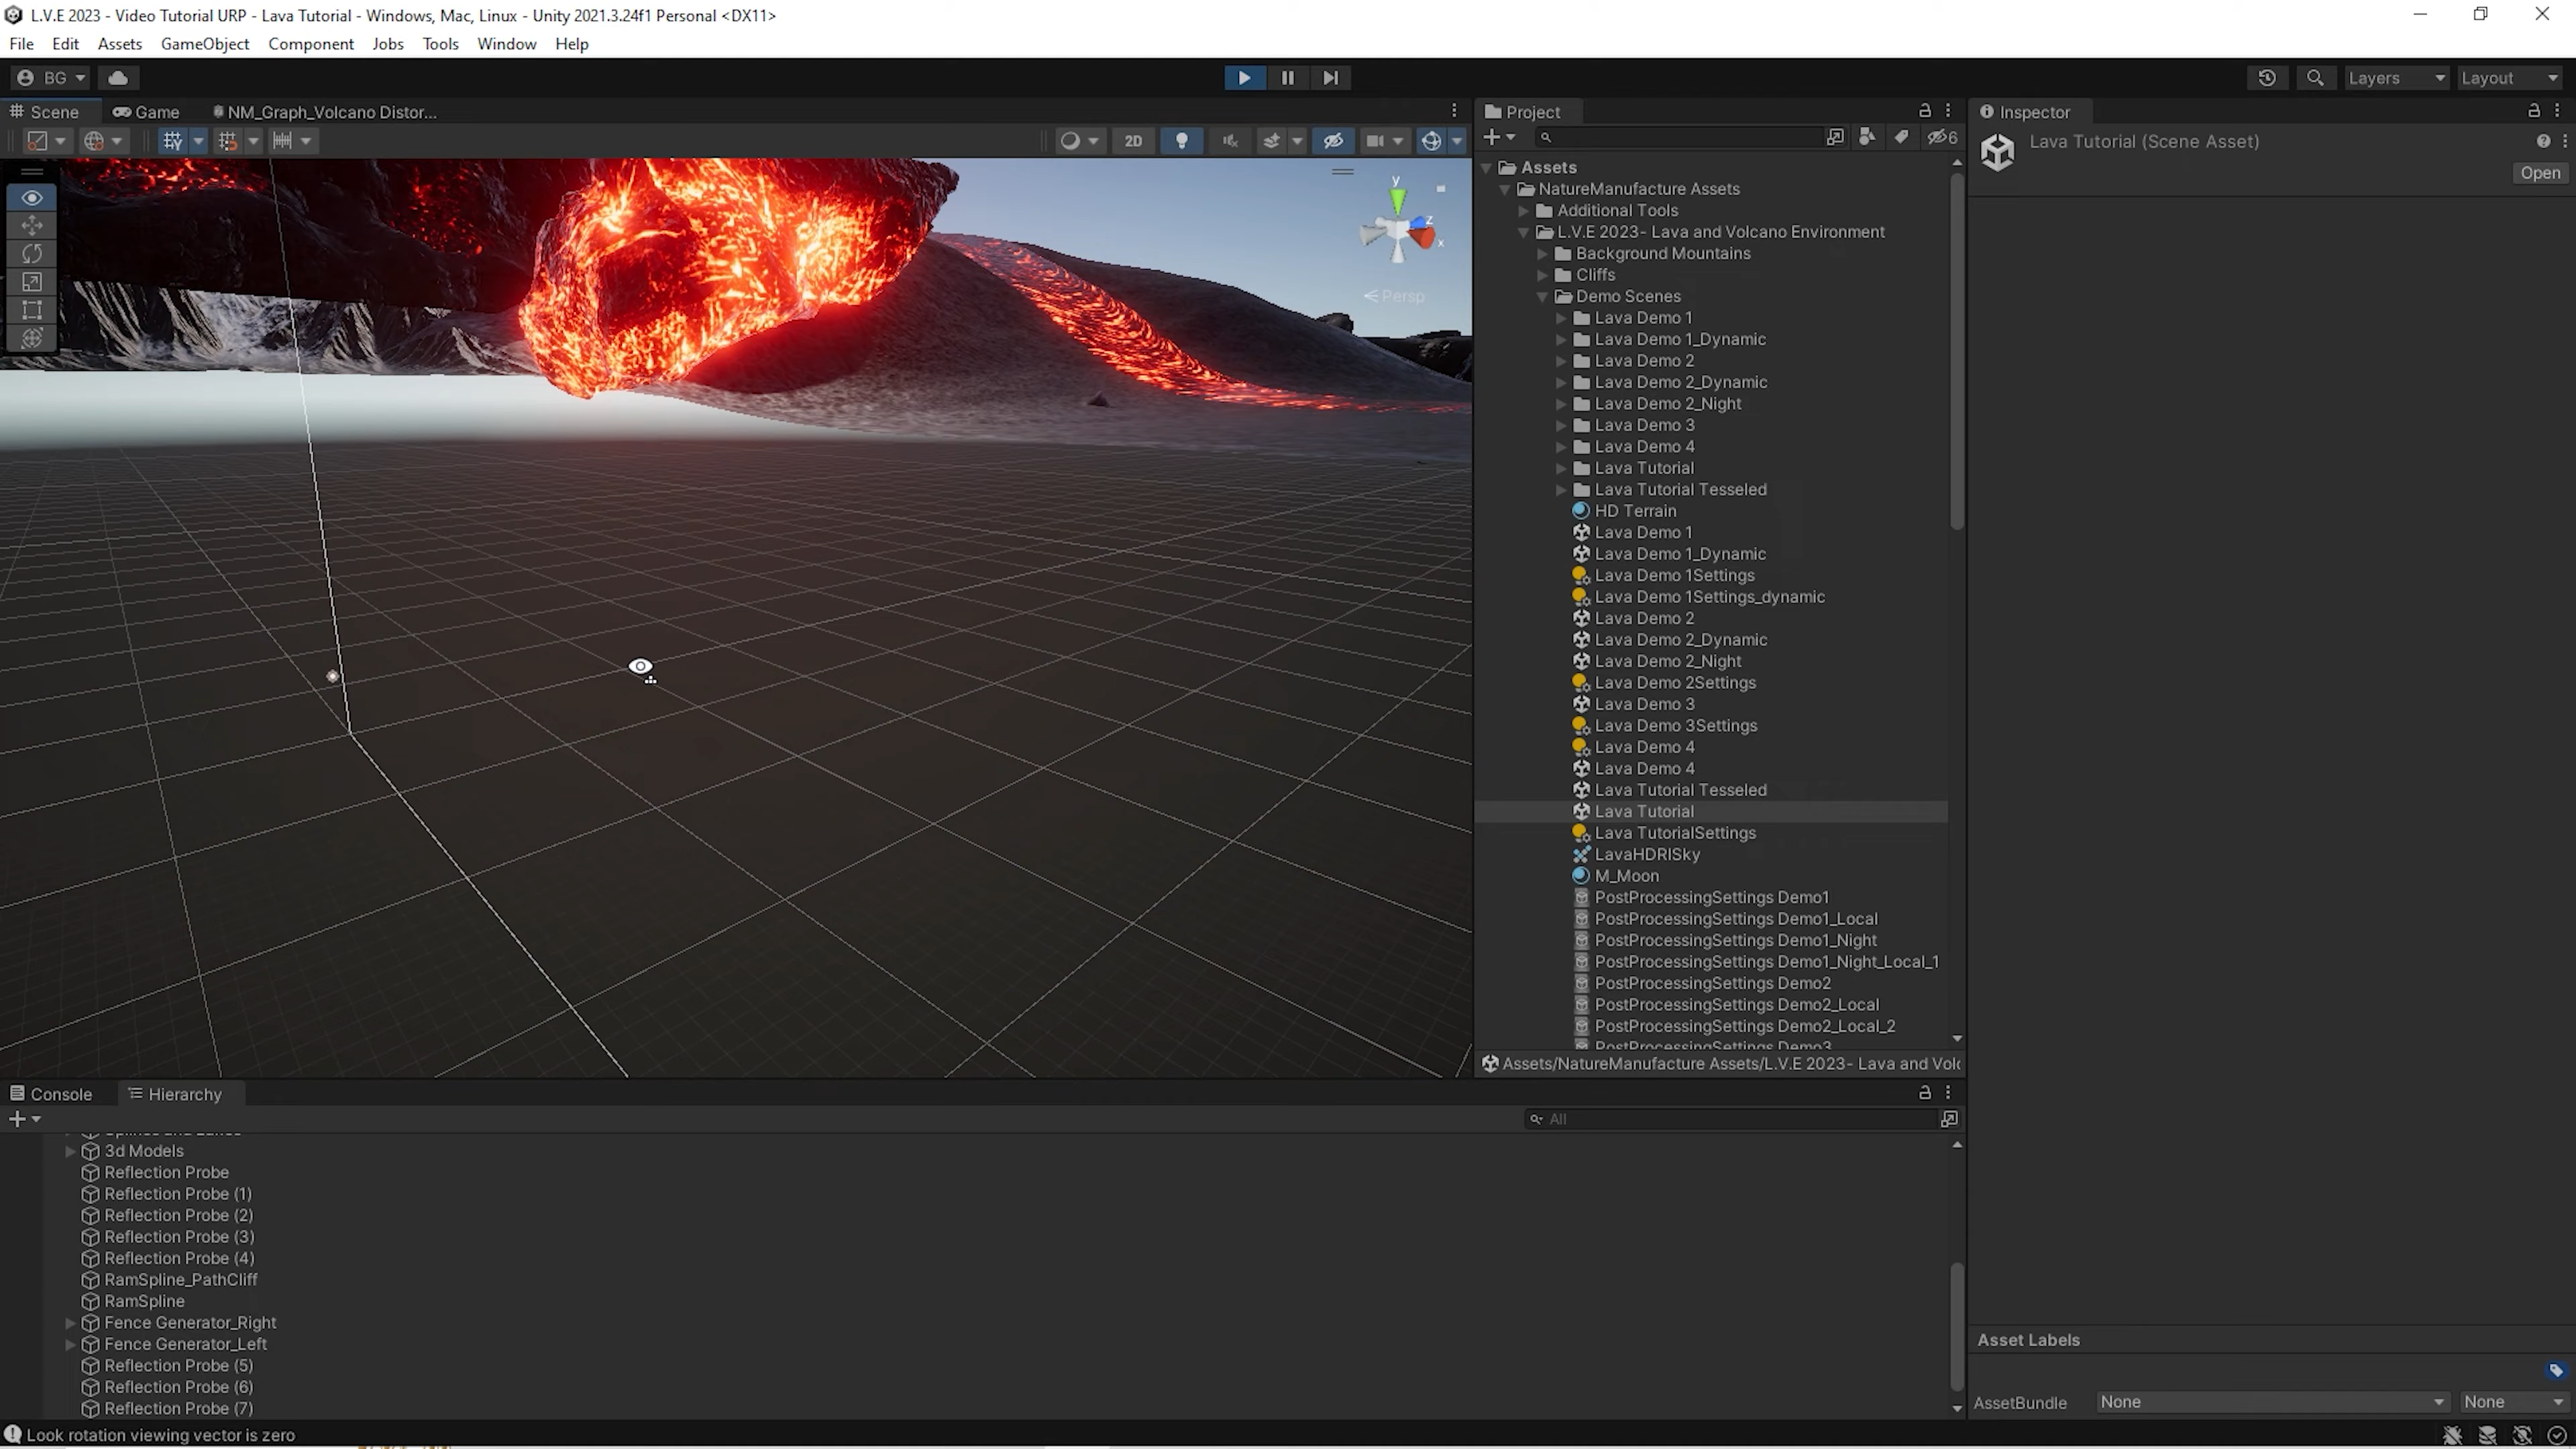 L.V.E 2023 - Video Tutorial URP - Lava Tutorial - Windows, Mac, Linux - Unity 2021.3.24f1 Personal <DX11>
File Edit Assets GameObject Component Jobs Tools Window Help
BG Layers Layout
Scene Game NM_Graph_Volcano Distor...
2D
y
z
x
Persp
Project
6
Assets
NatureManufacture Assets
Additional Tools
L.V.E 2023- Lava and Volcano Environment
Background Mountains
Cliffs
Demo Scenes
Lava Demo 1
Lava Demo 1_Dynamic
Lava Demo 2
Lava Demo 2_Dynamic
Lava Demo 2_Night
Lava Demo 3
Lava Demo 4
Lava Tutorial
Lava Tutorial Tesseled
HD Terrain
Lava Demo 1
Lava Demo 1_Dynamic
Lava Demo 1Settings
Lava Demo 1Settings_dynamic
Lava Demo 2
Lava Demo 2_Dynamic
Lava Demo 2_Night
Lava Demo 2Settings
Lava Demo 3
Lava Demo 3Settings
Lava Demo 4
Lava Demo 4
Lava Tutorial Tesseled
Lava Tutorial
Lava TutorialSettings
LavaHDRISky
M_Moon
PostProcessingSettings Demo1
PostProcessingSettings Demo1_Local
PostProcessingSettings Demo1_Night
PostProcessingSettings Demo1_Night_Local_1
PostProcessingSettings Demo2
PostProcessingSettings Demo2_Local
PostProcessingSettings Demo2_Local_2
PostProcessingSettings Demo3
Assets/NatureManufacture Assets/L.V.E 2023- Lava and Volc
Inspector
Lava Tutorial (Scene Asset)
Open
Asset Labels
AssetBundle None None
Console Hierarchy
All
3d Models
Reflection Probe
Reflection Probe (1)
Reflection Probe (2)
Reflection Probe (3)
Reflection Probe (4)
RamSpline_PathCliff
RamSpline
Fence Generator_Right
Fence Generator_Left
Reflection Probe (5)
Reflection Probe (6)
Reflection Probe (7)
Look rotation viewing vector is zero